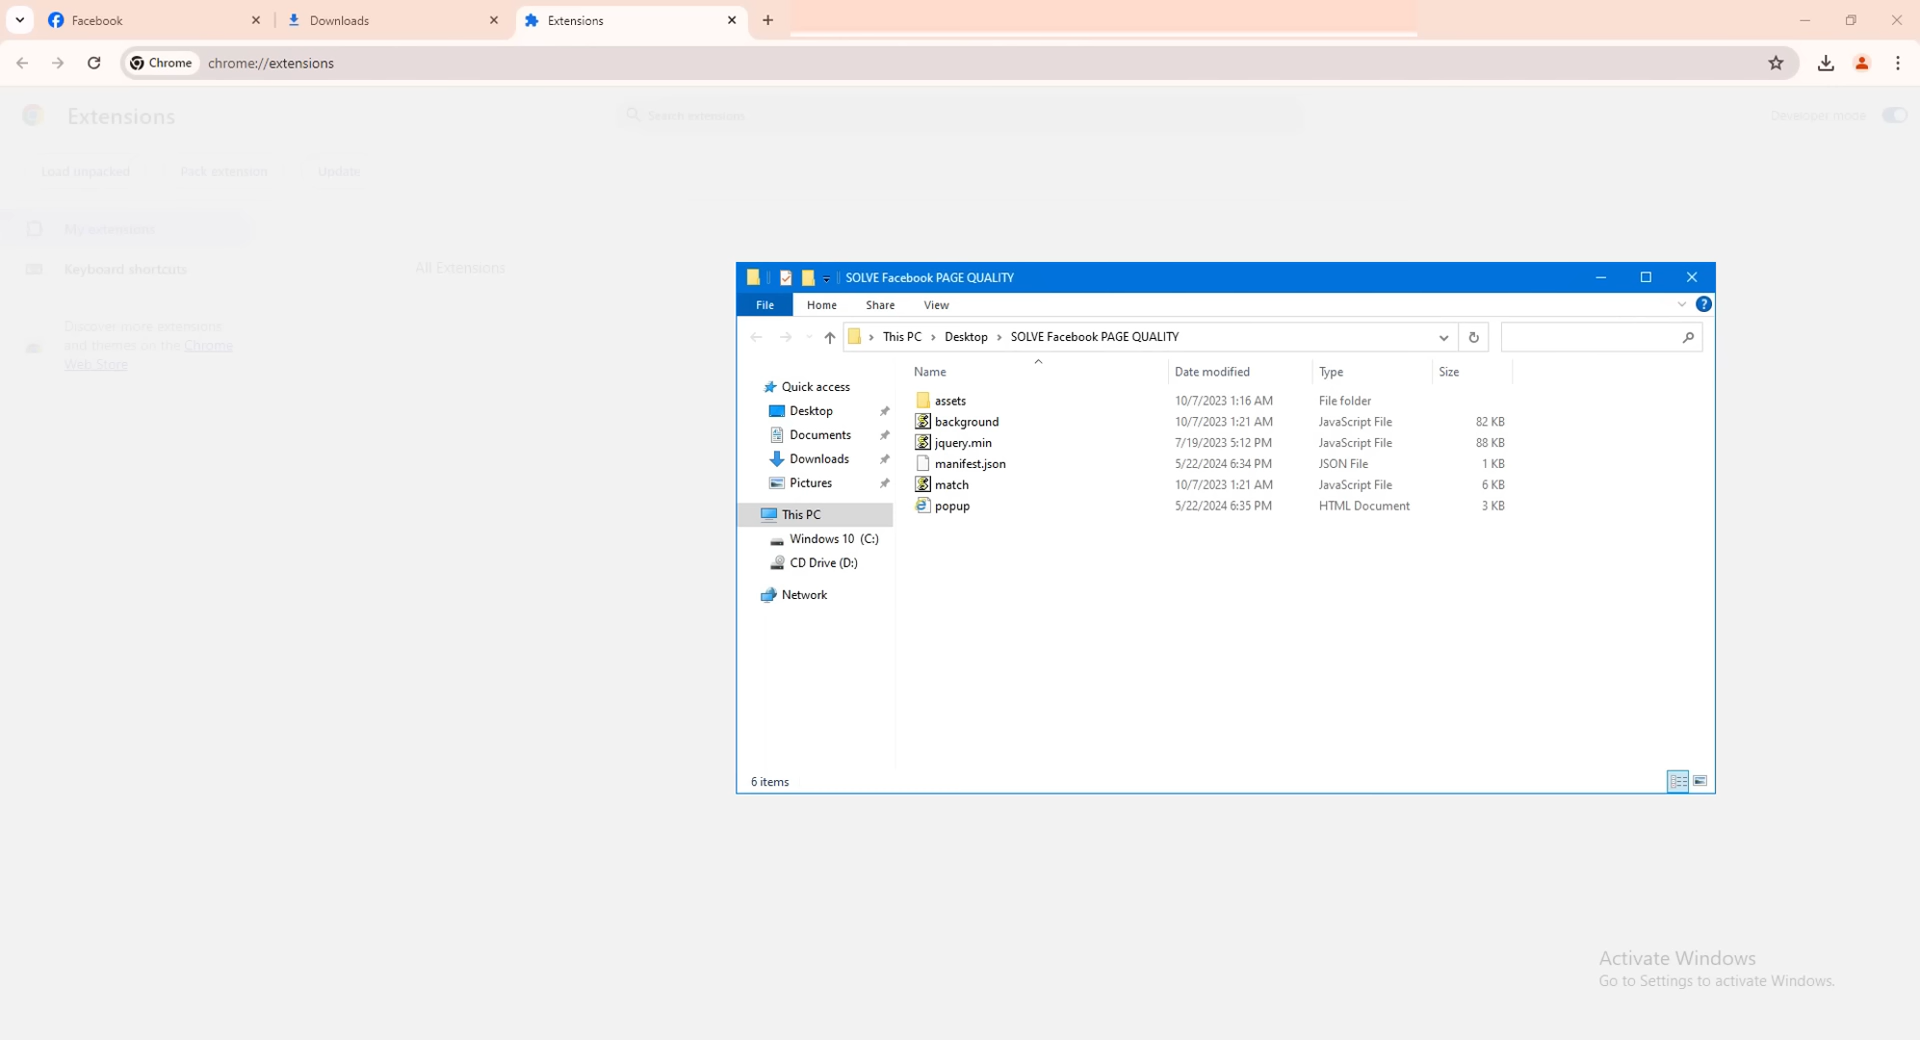 Facebook
Downloads
Extensions
Chrome
chrome://extensions
Extensions
Search extensions
Developer mode
Load unpacked
Pack extension
Update
My extensions
Keyboard shortcuts
All Extensions
Discover more extensions
and themes on the Chrome
Web Store
SOLVE Facebook PAGE QUALITY
File Home Share View
This PC > Desktop > SOLVE Facebook PAGE QUALITY
Name Date modified Type Size
Quick access
Desktop
Documents
Downloads
Pictures
This PC
Windows 10 (C:)
CD Drive (D:)
Network
assets 10/7/2023 1:16 AM File folder
background 10/7/2023 1:21 AM JavaScript File 82 KB
jquery.min 7/19/2023 5:12 PM JavaScript File 88 KB
manifest.json 5/22/2024 6:34 PM JSON File 1 KB
match 10/7/2023 1:21 AM JavaScript File 6 KB
popup 5/22/2024 6:35 PM HTML Document 3 KB
6 items
Activate Windows
Go to Settings to activate Windows.